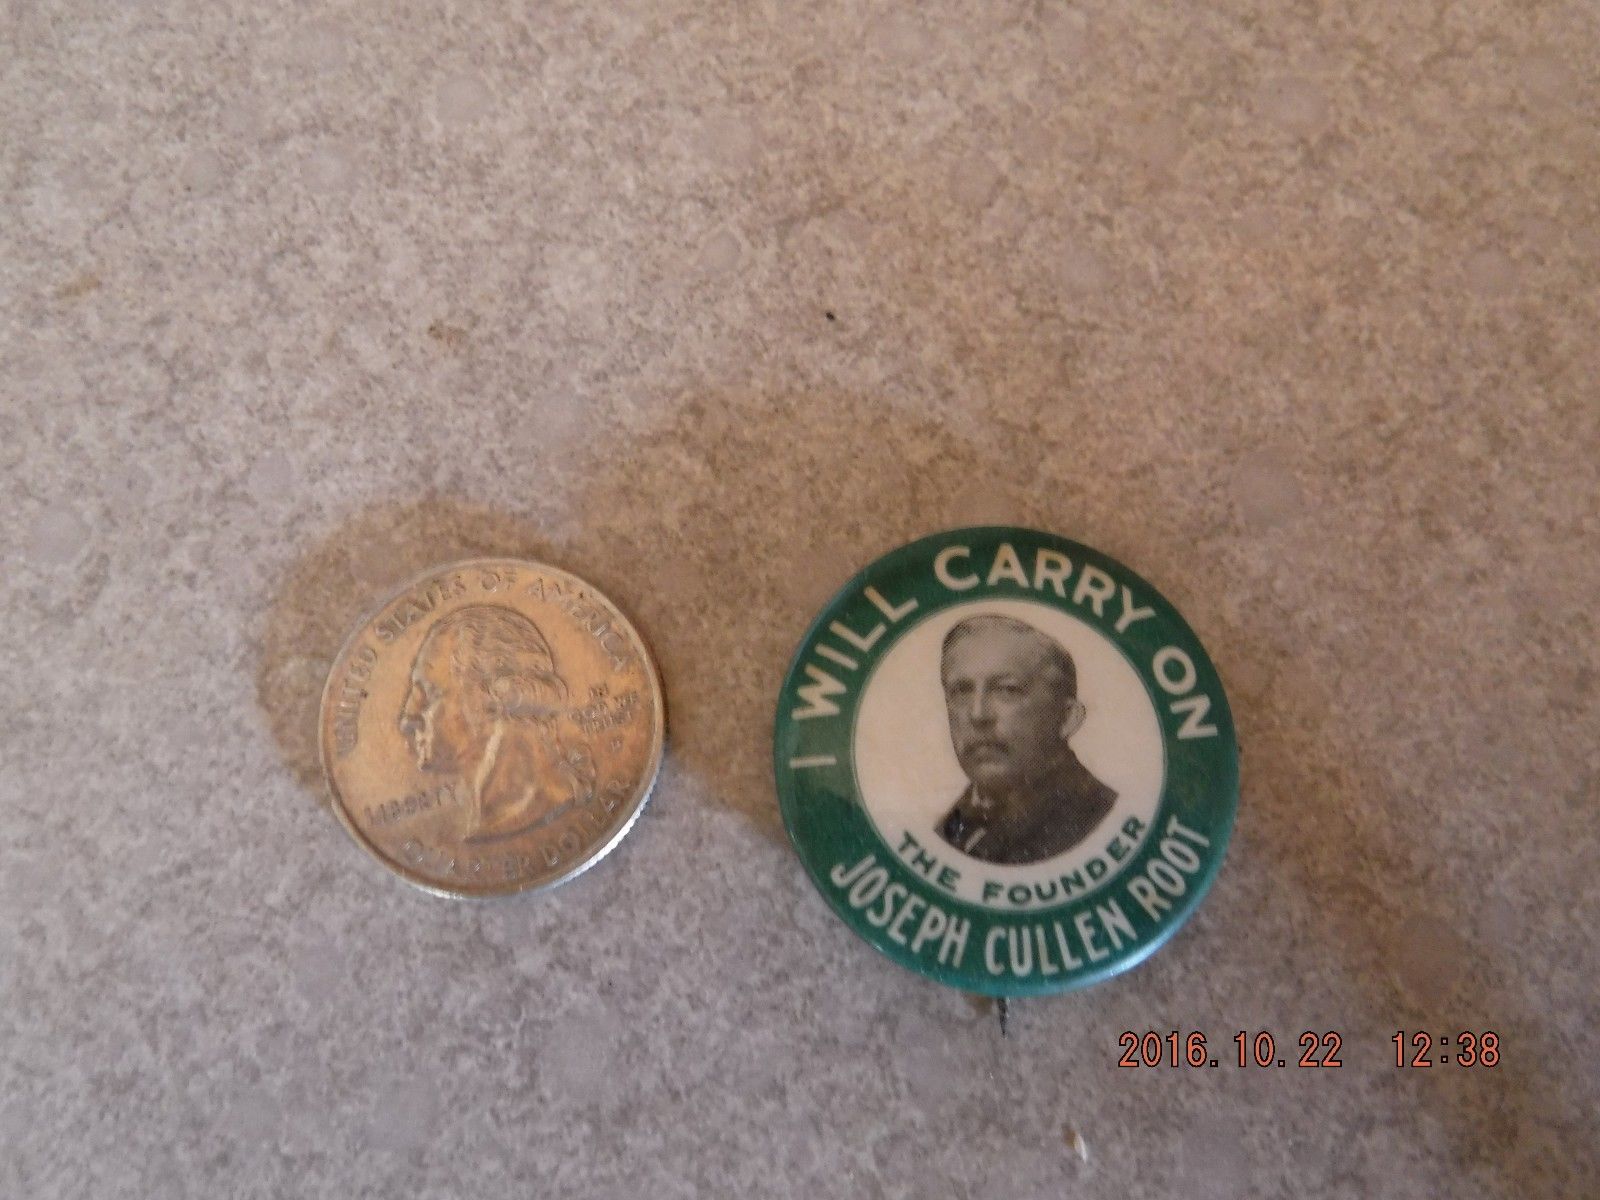 UNITED STATES OF AMERICA
LIBERTY
IN
GOD WE
TRUST
QUARTER DOLLAR
I WILL CARRY ON
THE FOUNDER
JOSEPH CULLEN ROOT
2016.10.22 12:38